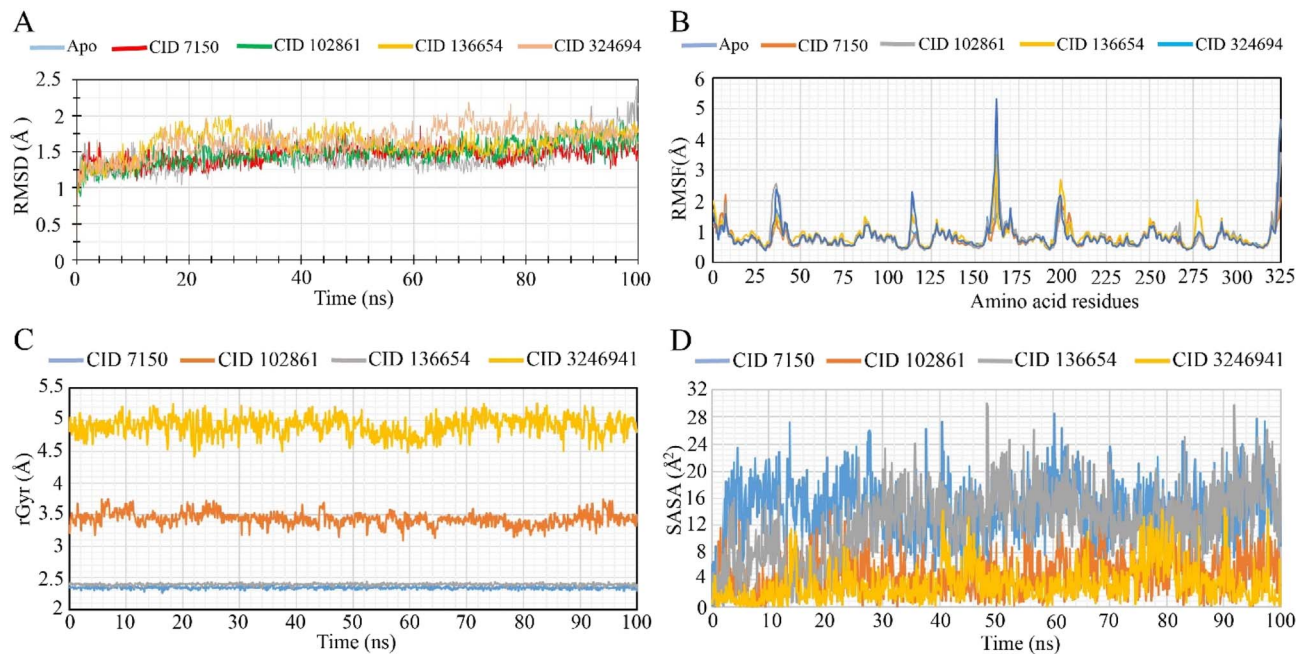 A
Apo CID 7150 CID 102861 CID 136654 CID 324694
RMSD (Å)
2.5
2
1.5
1
0.5
0
0 20 40 60 80 100
Time (ns)
B
Apo CID 7150 CID 102861 CID 136654 CID 324694
RMSF(Å)
6
5
4
3
2
1
0
0 25 50 75 100 125 150 175 200 225 250 275 300 325
Amino acid residues
C
CID 7150 CID 102861 CID 136654 CID 3246941
rGyr (Å)
5.5
5
4.5
4
3.5
3
2.5
2
0 10 20 30 40 50 60 70 80 90 100
Time (ns)
D
CID 7150 CID 102861 CID 136654 CID 3246941
SASA (Å²)
32
28
24
20
16
12
8
4
0
0 10 20 30 40 50 60 70 80 90 100
Time (ns)